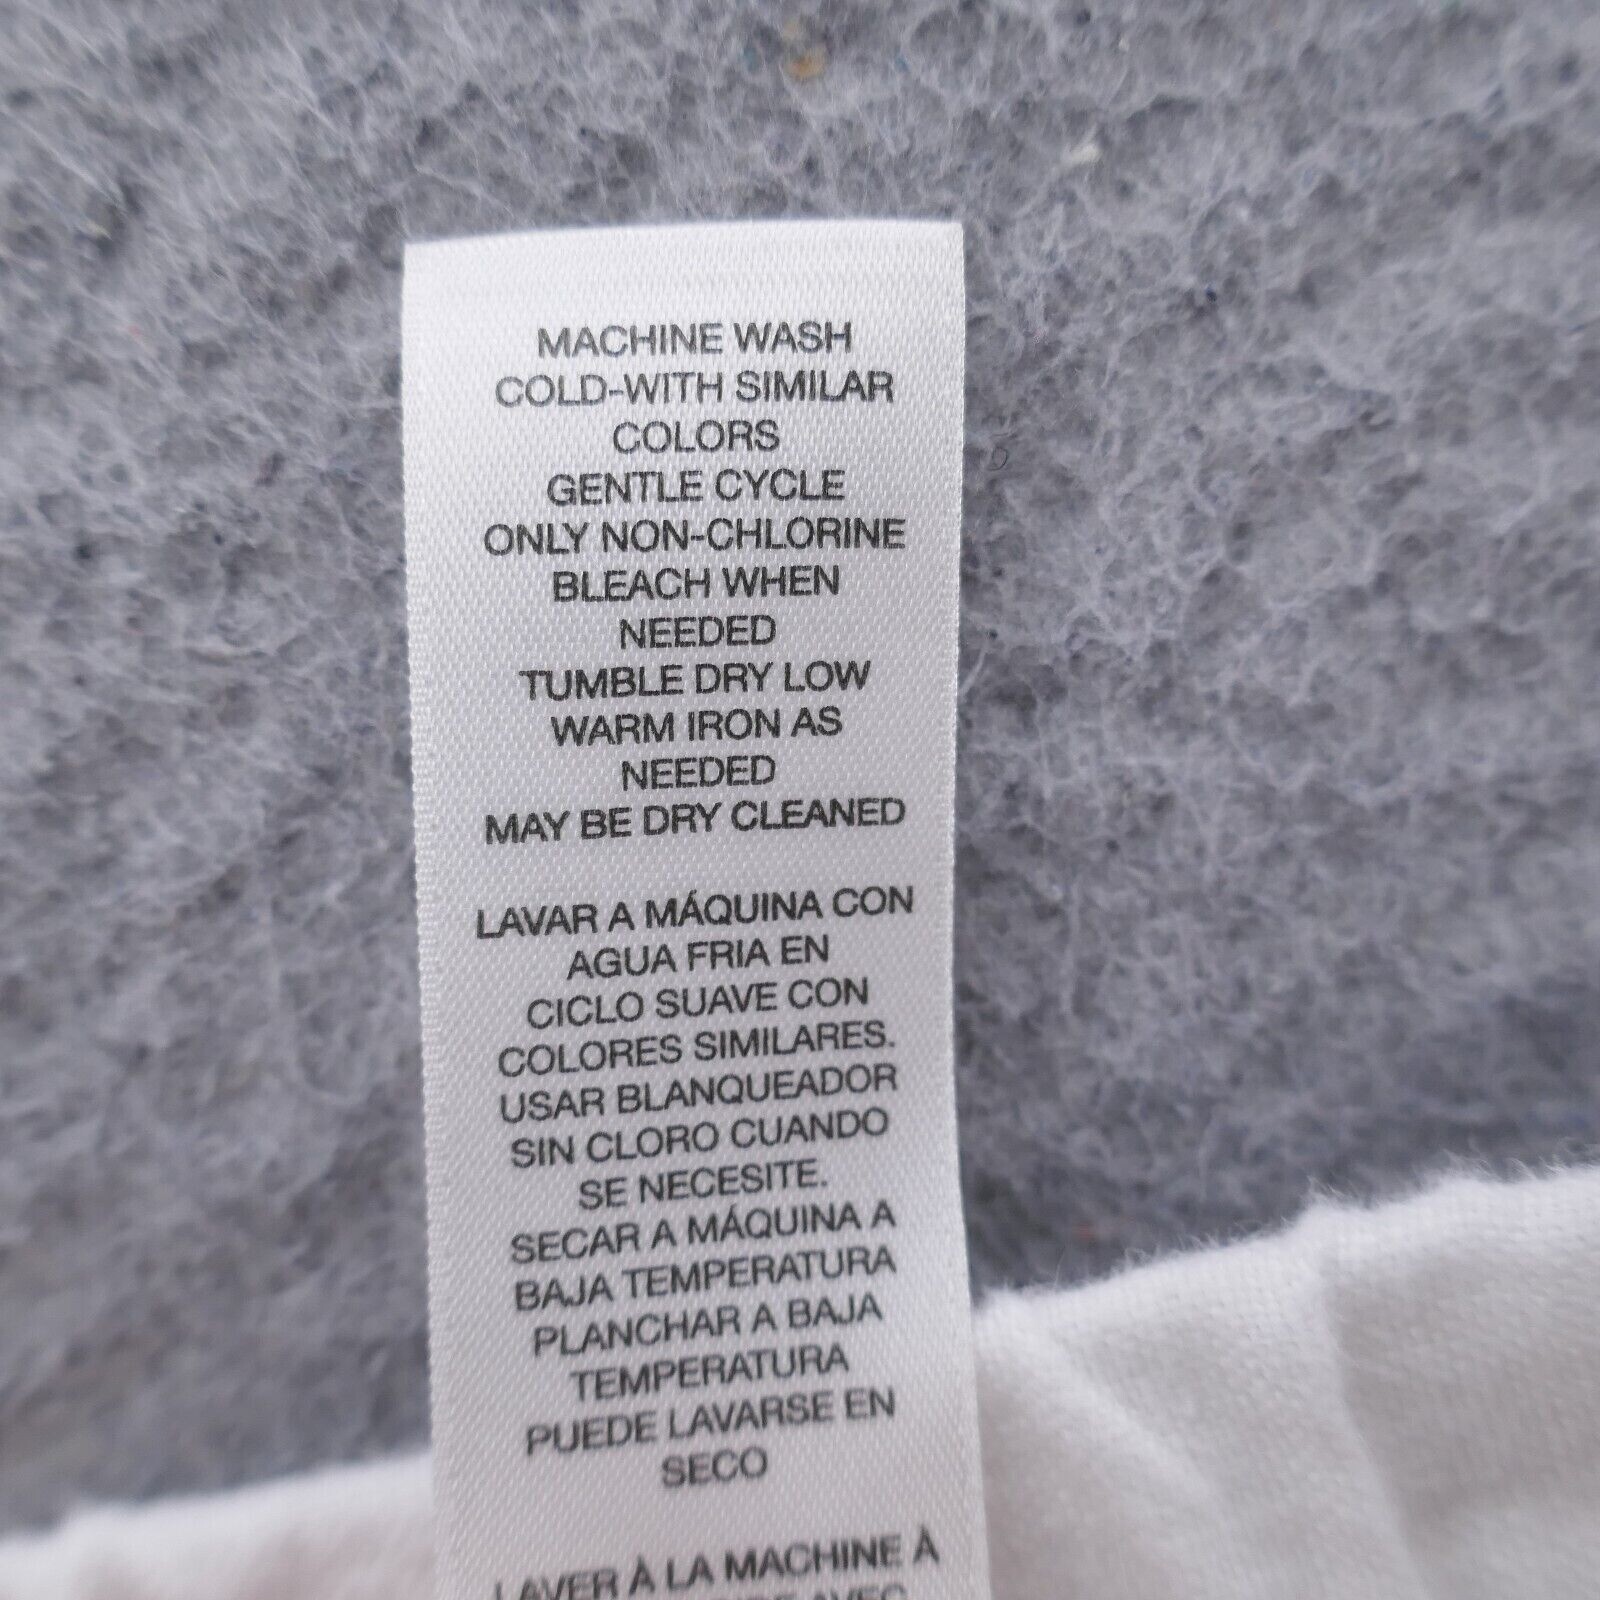 MACHINE WASH
COLD-WITH SIMILAR
COLORS
GENTLE CYCLE
ONLY NON-CHLORINE
BLEACH WHEN
NEEDED
TUMBLE DRY LOW
WARM IRON AS
NEEDED
MAY BE DRY CLEANED
LAVAR A MÁQUINA CON
AGUA FRIA EN
CICLO SUAVE CON
COLORES SIMILARES.
USAR BLANQUEADOR
SIN CLORO CUANDO
SE NECESITE.
SECAR A MÁQUINA A
BAJA TEMPERATURA
PLANCHAR A BAJA
TEMPERATURA
PUEDE LAVARSE EN
SECO
LAVER À LA MACHINE À
AVEC